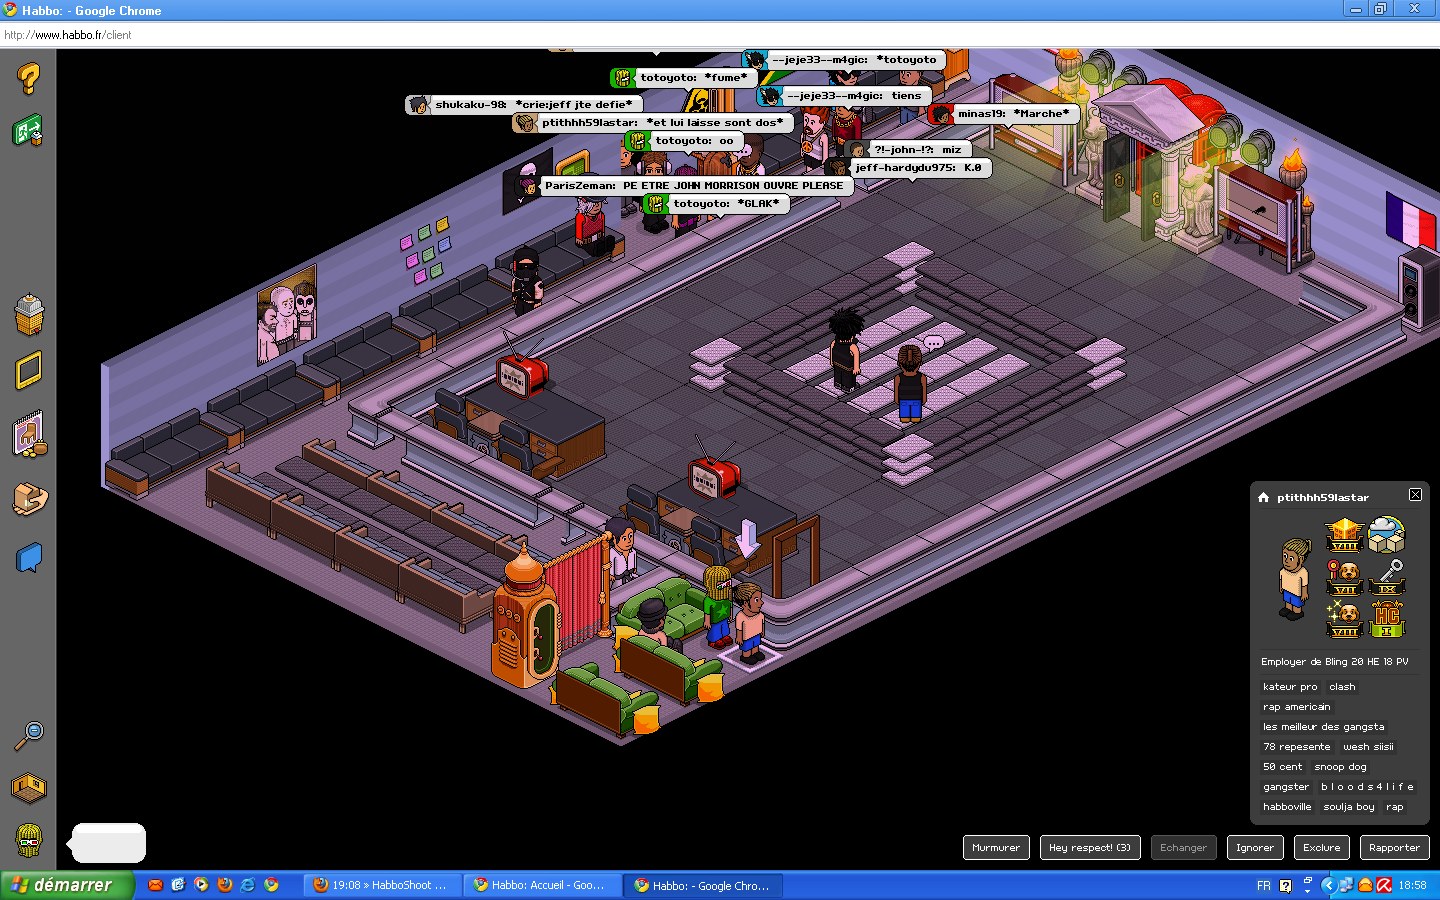 Habbo: - Google Chrome
http://www.habbo.fr/client
--jeje33--m4gic: *totoyoto
totoyoto: *fume*
--jeje33--m4gic: tiens
shukaku-98: *crie:jeff jte defie*
minas19: *Marche*
ptithhh59lastar: *et lui laisse sont dos*
totoyoto: oo
?!-john-!?: miz
jeff-hardydu975: K.O
ParisZeman: PE ETRE JOHN MORRISON OUVRE PLEASE
totoyoto: *GLAK*
...
ptithhh59lastar
VIII
VII
IX
VIII
HC
I
Employer de Bling 20 HE 18 PV
kateur pro clash
rap americain
les meilleur des gangsta
78 repesente wesh siisii
50 cent snoop dog
gangster b l o o d s 4 l i f e
habboville soulja boy rap
Murmurer Hey respect! (3) Echanger Ignorer Exclure Rapporter
démarrer
19:08 » HabboShoot ...
Habbo: Accueil - Goo...
Habbo: - Google Chro...
FR
18:58